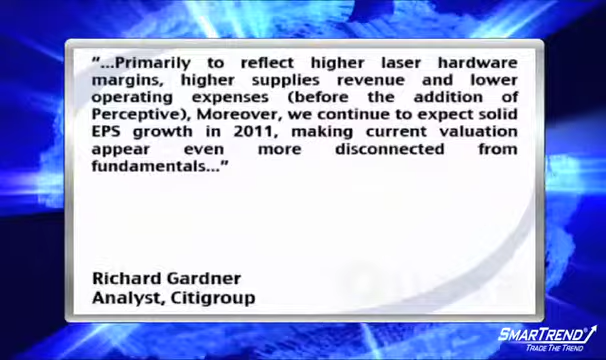 "...Primarily to reflect higher laser hardware
margins, higher supplies revenue and lower
operating expenses (before the addition of
Perceptive), Moreover, we continue to expect solid
EPS growth in 2011, making current valuation
appear even more disconnected from
fundamentals..."
Richard Gardner
Analyst, Citigroup
SMARTREND®
TRADE THE TREND